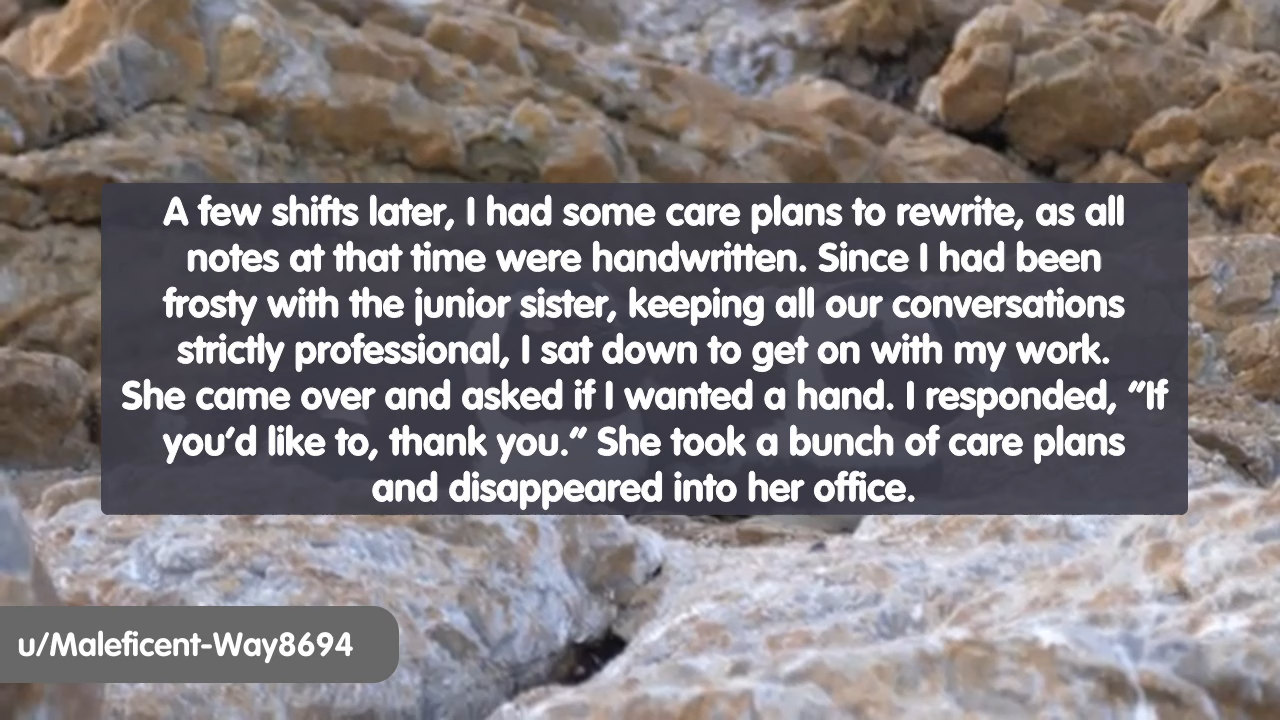 A few shifts later, I had some care plans to rewrite, as all
notes at that time were handwritten. Since I had been
frosty with the junior sister, keeping all our conversations
strictly professional, I sat down to get on with my work.
She came over and asked if I wanted a hand. I responded, “If
you’d like to, thank you.” She took a bunch of care plans
and disappeared into her office.
u/Maleficent-Way8694